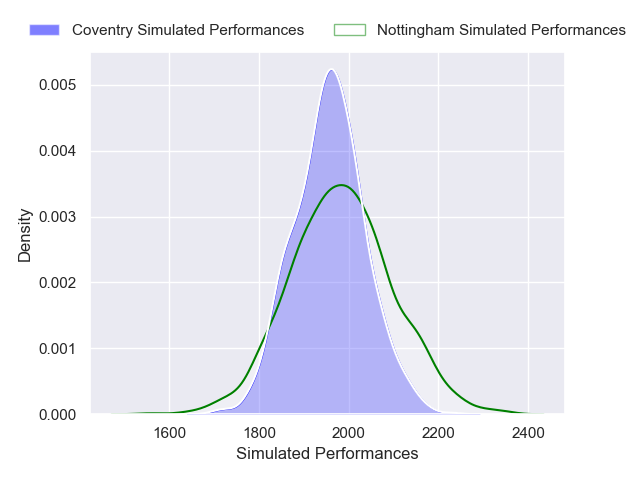 Coventry Simulated Performances Nottingham Simulated Performances
0.005
0.004
0.003
0.002
0.001
0.000
Density
1600 1800 2000 2200 2400
Simulated Performances